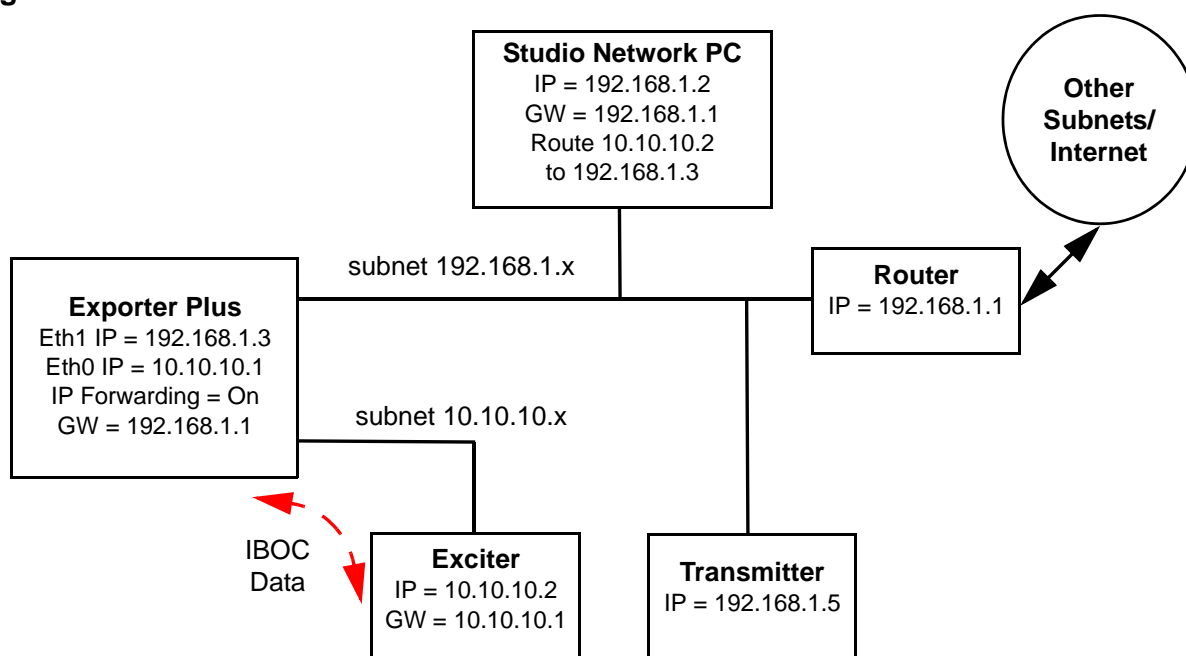 g
Studio Network PC
IP = 192.168.1.2
GW = 192.168.1.1
Route 10.10.10.2
to 192.168.1.3
Other
Subnets/
Internet
subnet 192.168.1.x
Router
IP = 192.168.1.1
Exporter Plus
Eth1 IP = 192.168.1.3
Eth0 IP = 10.10.10.1
IP Forwarding = On
GW = 192.168.1.1
subnet 10.10.10.x
IBOC
Data
Exciter
IP = 10.10.10.2
GW = 10.10.10.1
Transmitter
IP = 192.168.1.5